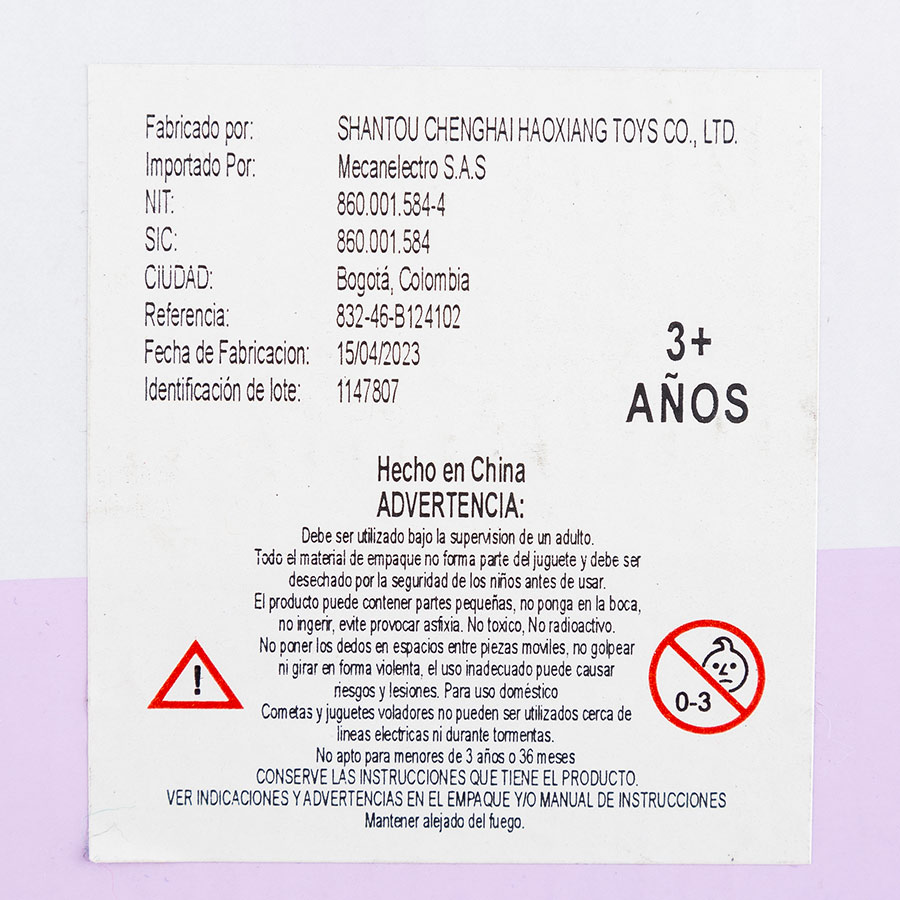 Fabricado por: SHANTOU CHENGHAI HAOXIANG TOYS CO., LTD.
Importado Por: Mecanelectro S.A.S
NIT: 860.001.584-4
SIC: 860.001.584
CIUDAD: Bogotá, Colombia
Referencia: 832-46-B124102
Fecha de Fabricacion: 15/04/2023
Identificación de lote: 1147807
3+
AÑOS
Hecho en China
ADVERTENCIA:
Debe ser utilizado bajo la supervision de un adulto.
Todo el material de empaque no forma parte del juguete y debe ser
desechado por la seguridad de los niños antes de usar.
El producto puede contener partes pequeñas, no ponga en la boca,
no ingerir, evite provocar asfixia. No toxico, No radioactivo.
No poner los dedos en espacios entre piezas moviles, no golpear
ni girar en forma violenta, el uso inadecuado puede causar
riesgos y lesiones. Para uso doméstico
Cometas y juguetes voladores no pueden ser utilizados cerca de
lineas electricas ni durante tormentas.
No apto para menores de 3 años o 36 meses
CONSERVE LAS INSTRUCCIONES QUE TIENE EL PRODUCTO.
VER INDICACIONES Y ADVERTENCIAS EN EL EMPAQUE Y/O MANUAL DE INSTRUCCIONES
Mantener alejado del fuego.
!
0-3